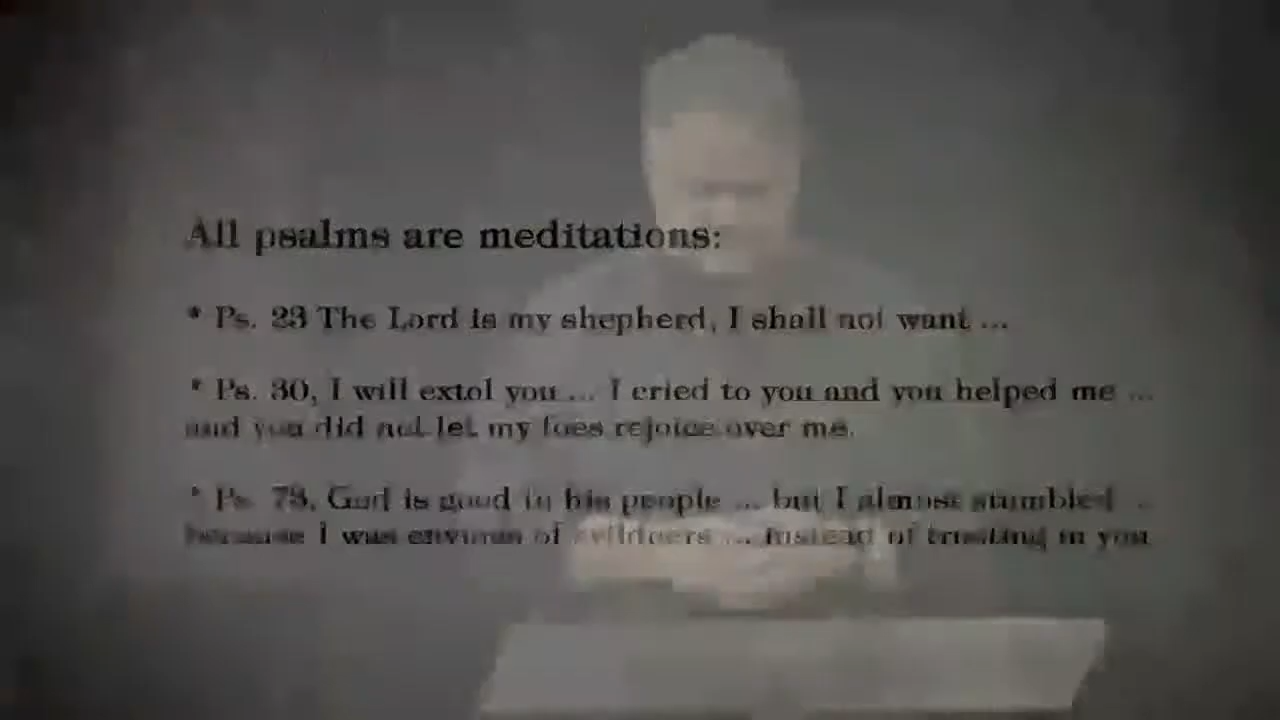 All psalms are meditations:
* Ps. 23 The Lord is my shepherd, I shall not want ...
* Ps. 30, I will extol you ... I cried to you and you helped me ...
and you did not let my foes rejoice over me.
* Ps. 73, God is good to his people ... but I almost stumbled ...
because I was envious of evildoers ... instead of trusting in you